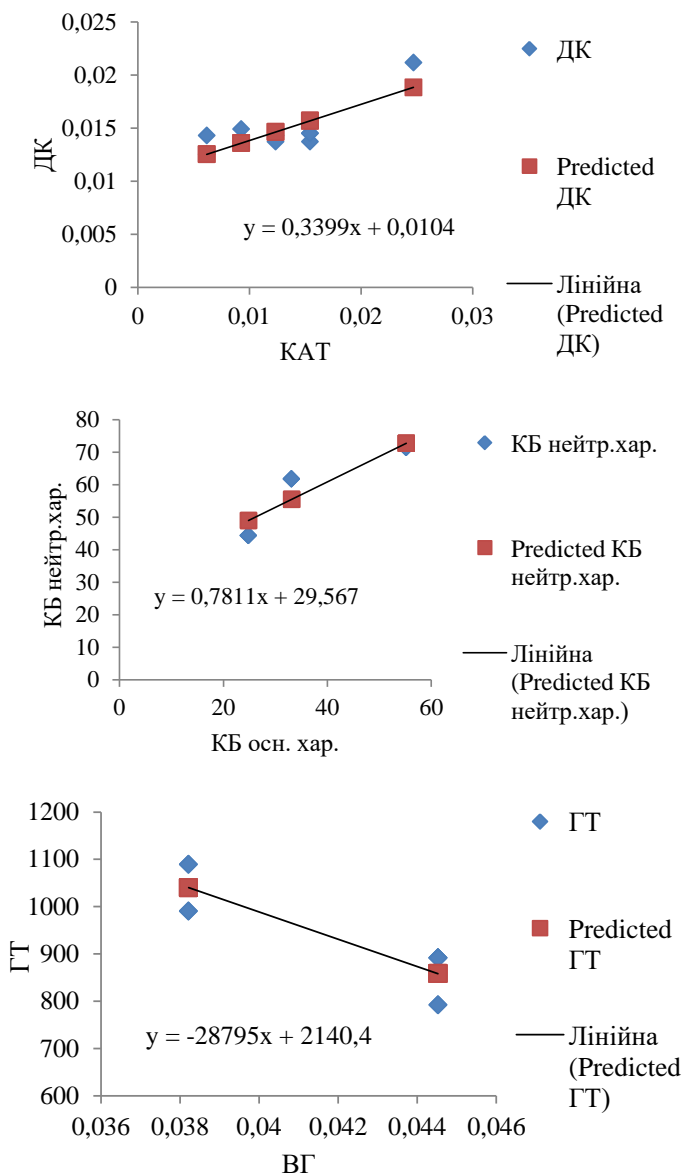 0,025
0,02
0,015
0,01
0,005
0
0
0,01
0,02
0,03
ДК
КАТ
y = 0,3399x + 0,0104
ДК
Predicted
ДК
Лінійна
(Predicted
ДК)
80
70
60
50
40
30
20
10
0
0
20
40
60
КБ нейтр.хар.
КБ осн. хар.
y = 0,7811x + 29,567
КБ нейтр.хар.
Predicted КБ
нейтр.хар.
Лінійна
(Predicted КБ
нейтр.хар.)
1200
1100
1000
900
800
700
600
0,036
0,038
0,04
0,042
0,044
0,046
ГТ
ВГ
y = -28795x + 2140,4
ГТ
Predicted
ГТ
Лінійна
(Predicted
ГТ)